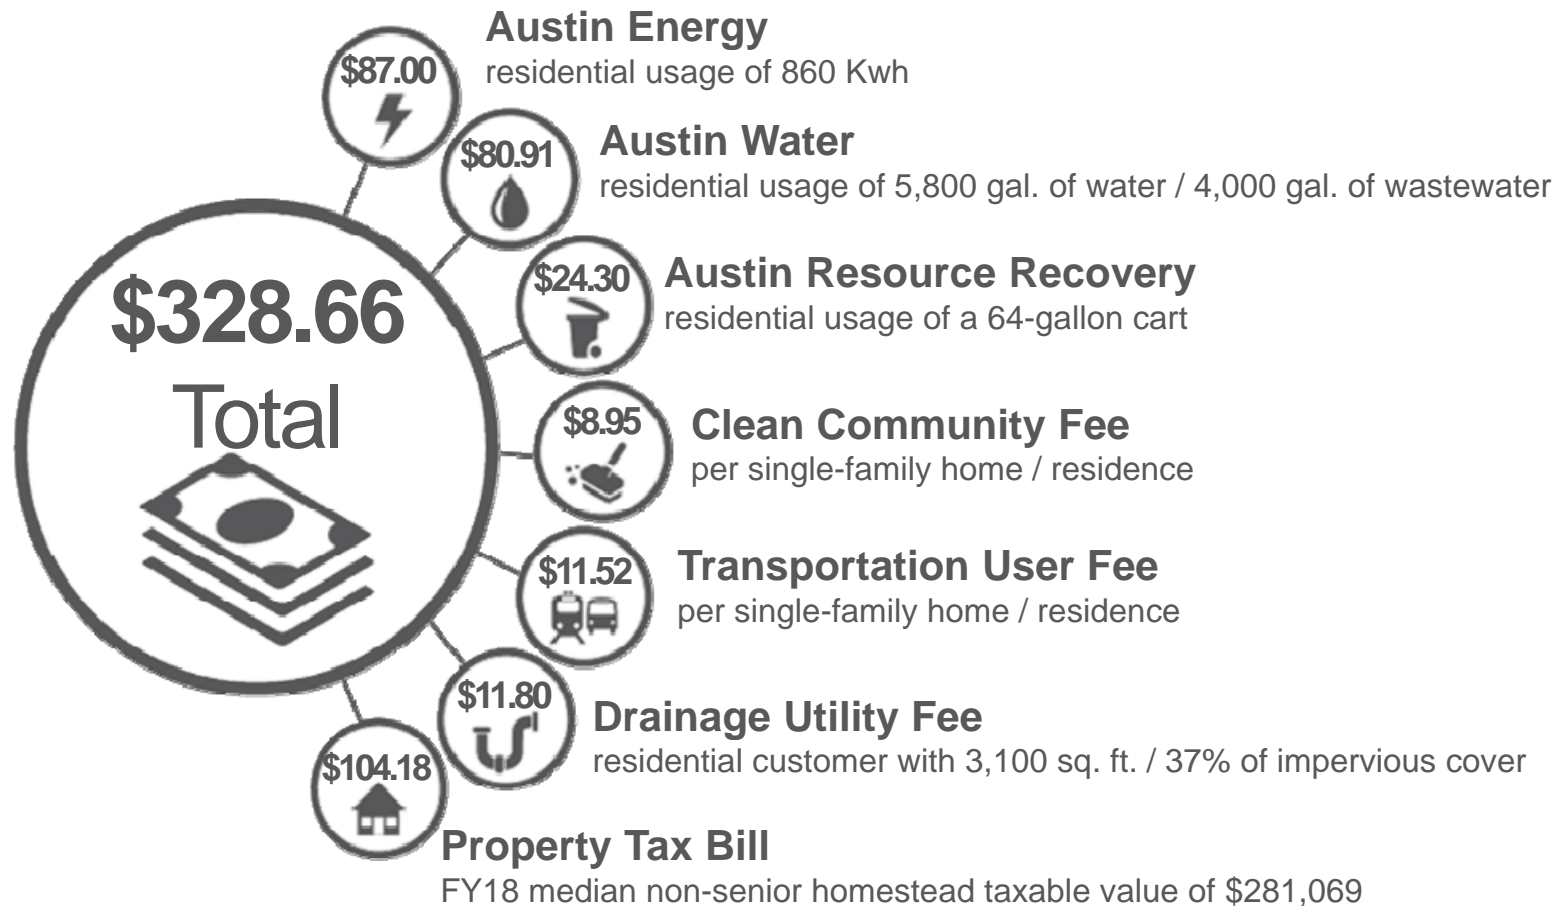 $87.00
Austin Energy
residential usage of 860 Kwh
$80.91
Austin Water
residential usage of 5,800 gal. of water / 4,000 gal. of wastewater
$24.30
Austin Resource Recovery
residential usage of a 64-gallon cart
$328.66
Total
$8.95
Clean Community Fee
per single-family home / residence
$11.52
Transportation User Fee
per single-family home / residence
$11.80
Drainage Utility Fee
residential customer with 3,100 sq. ft. / 37% of impervious cover
$104.18
Property Tax Bill
FY18 median non-senior homestead taxable value of $281,069